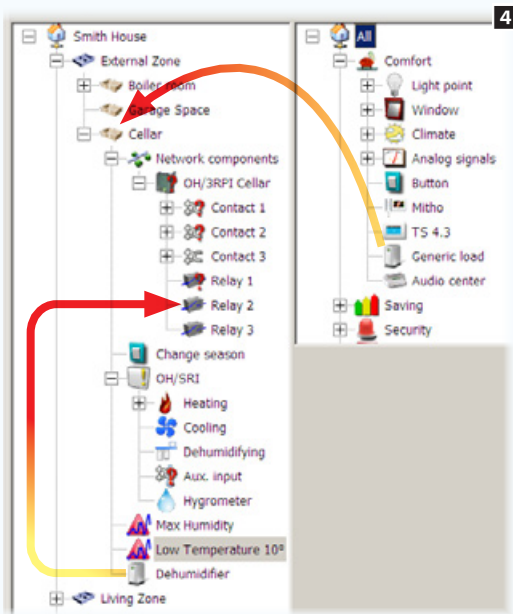 4
Smith House
External Zone
Boiler room
Garage Space
Cellar
Network components
OH/3RPI Cellar
Contact 1
Contact 2
Contact 3
Relay 1
Relay 2
Relay 3
Change season
OH/SRI
Heating
Cooling
Dehumidifying
Aux. input
Hygrometer
Max Humidity
Low Temperature 10°
Dehumidifier
Living Zone
All
Comfort
Light point
Window
Climate
Analog signals
Button
Mitho
TS 4.3
Generic load
Audio center
Saving
Security